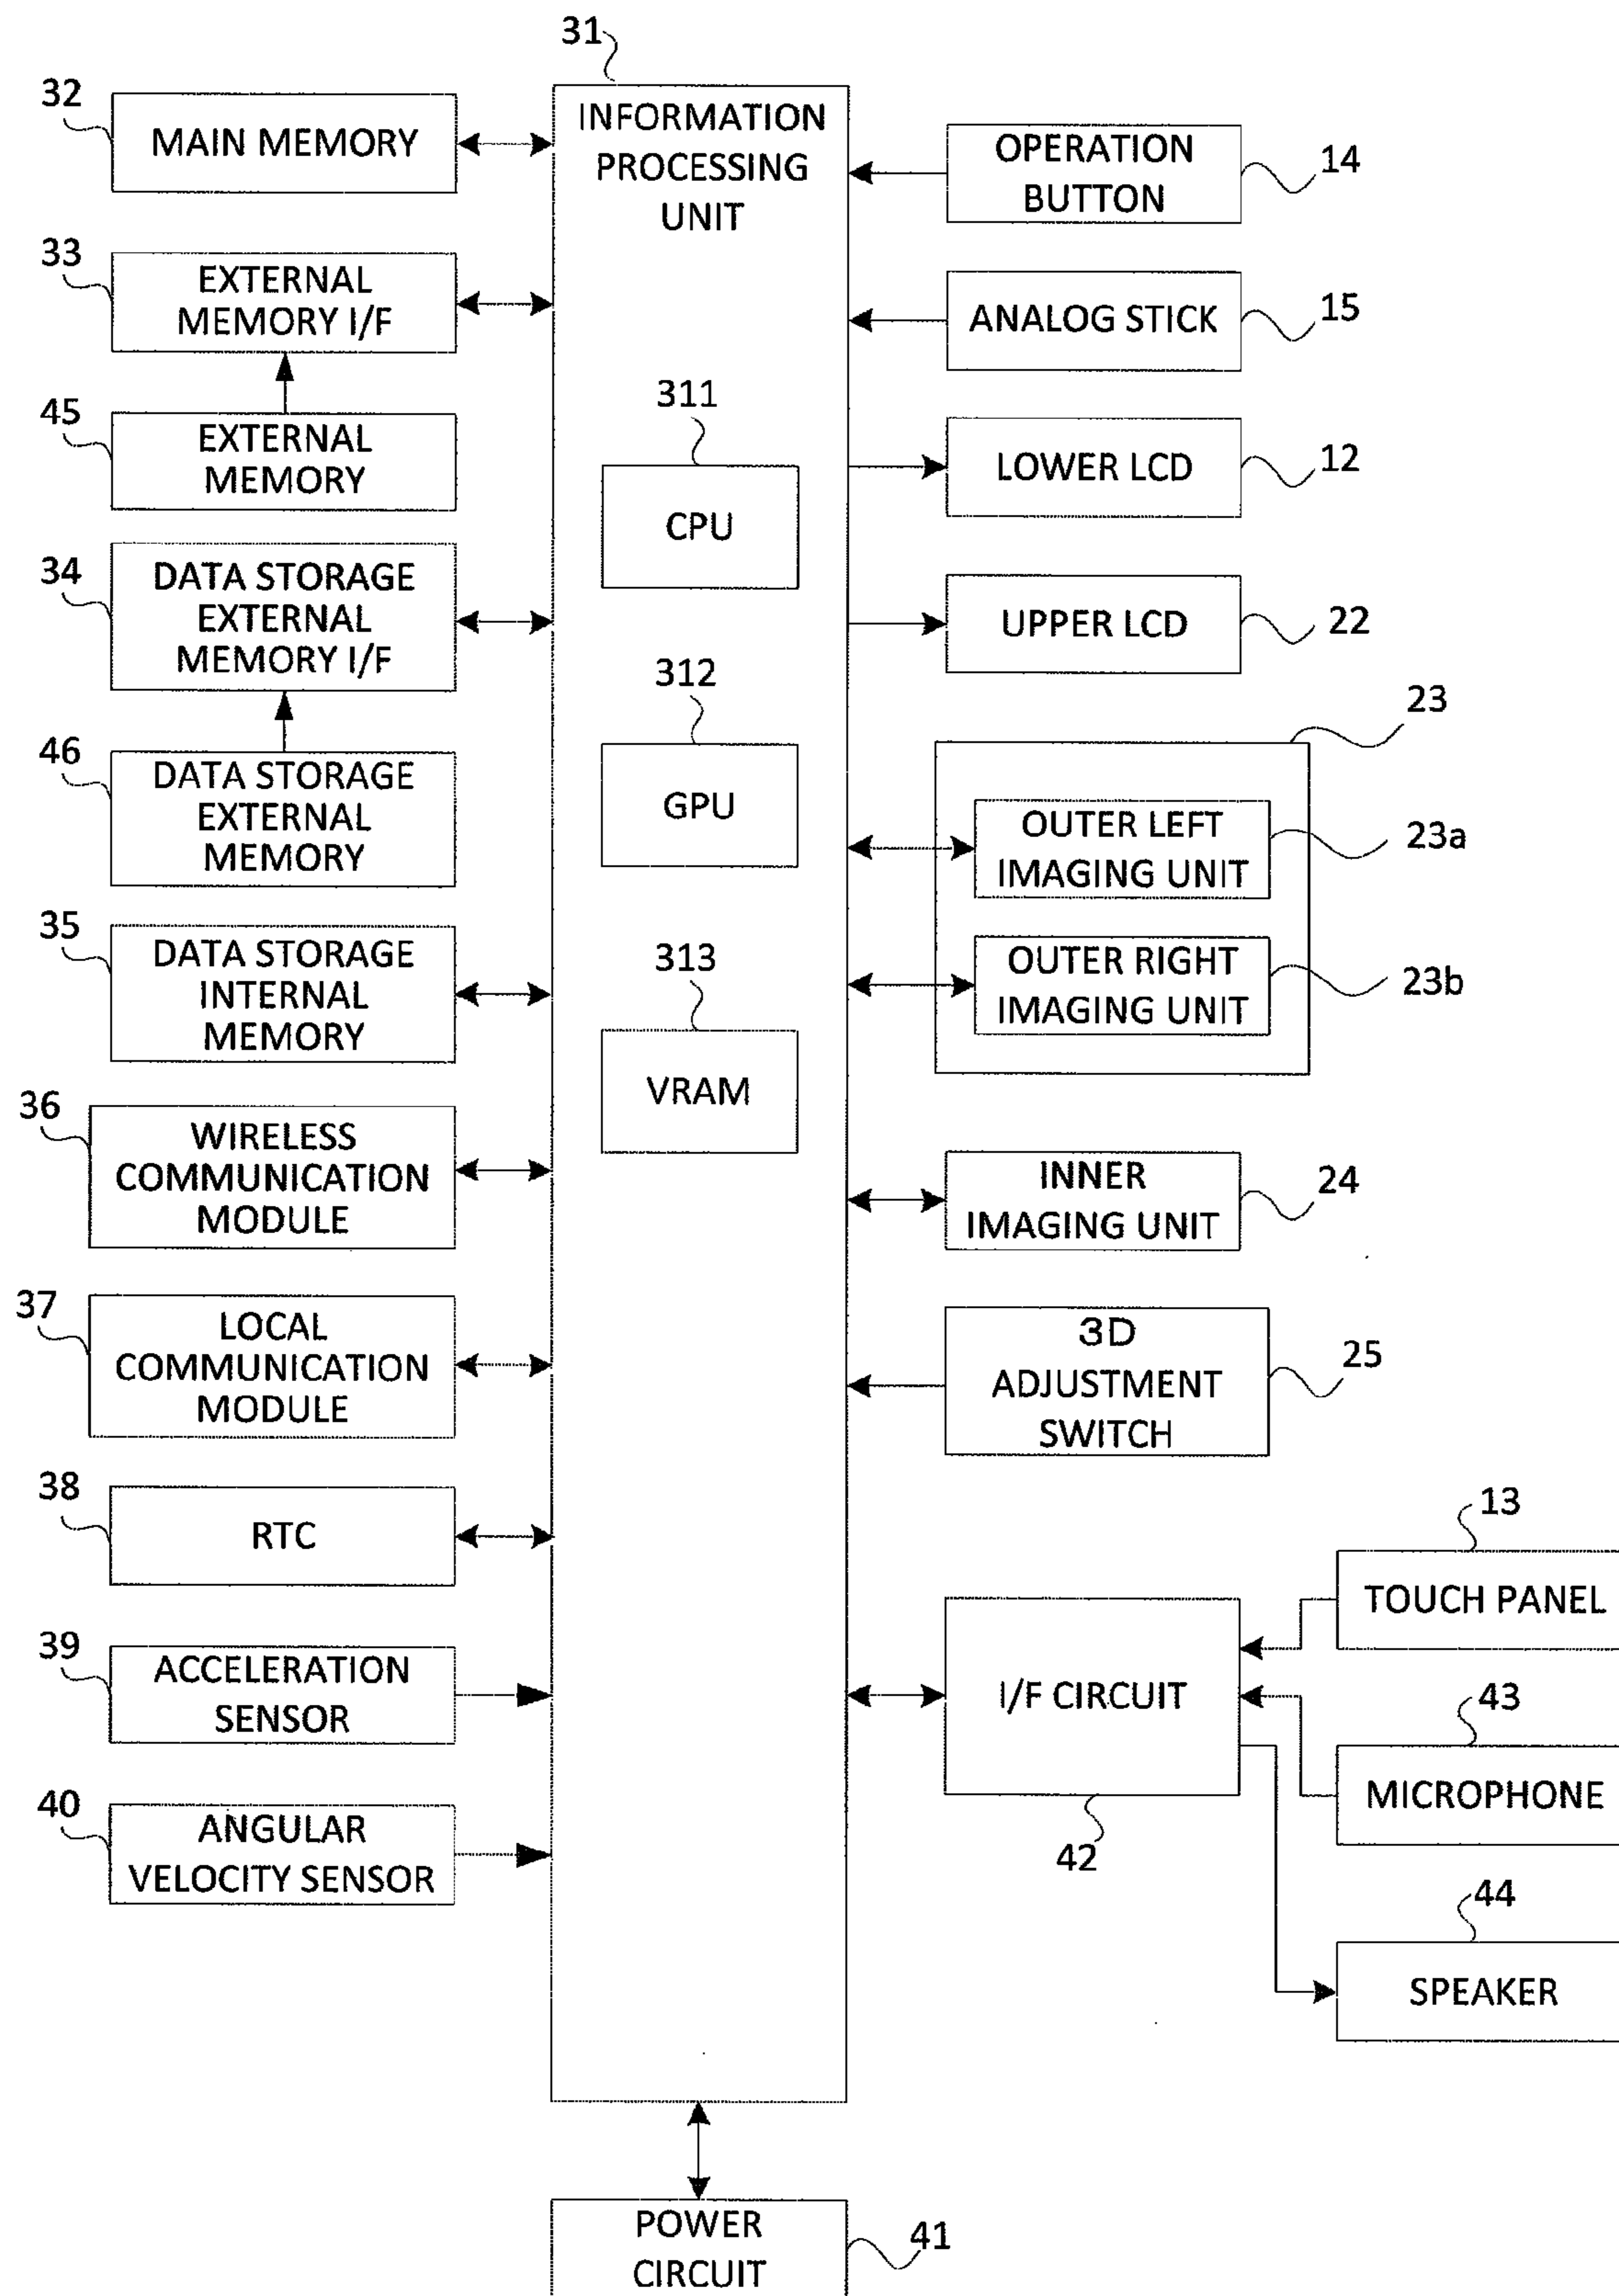 31
INFORMATION
PROCESSING
UNIT
32
MAIN MEMORY
33
EXTERNAL
MEMORY I/F
45
EXTERNAL
MEMORY
34
DATA STORAGE
EXTERNAL
MEMORY I/F
46
DATA STORAGE
EXTERNAL
MEMORY
35
DATA STORAGE
INTERNAL
MEMORY
36
WIRELESS
COMMUNICATION
MODULE
37
LOCAL
COMMUNICATION
MODULE
38
RTC
39
ACCELERATION
SENSOR
40
ANGULAR
VELOCITY SENSOR
311
CPU
312
GPU
313
VRAM
OPERATION
BUTTON
14
ANALOG STICK
15
LOWER LCD
12
UPPER LCD
22
23
OUTER LEFT
IMAGING UNIT
23a
OUTER RIGHT
IMAGING UNIT
23b
INNER
IMAGING UNIT
24
3D
ADJUSTMENT
SWITCH
25
13
TOUCH PANEL
I/F CIRCUIT
42
43
MICROPHONE
44
SPEAKER
POWER
CIRCUIT
41